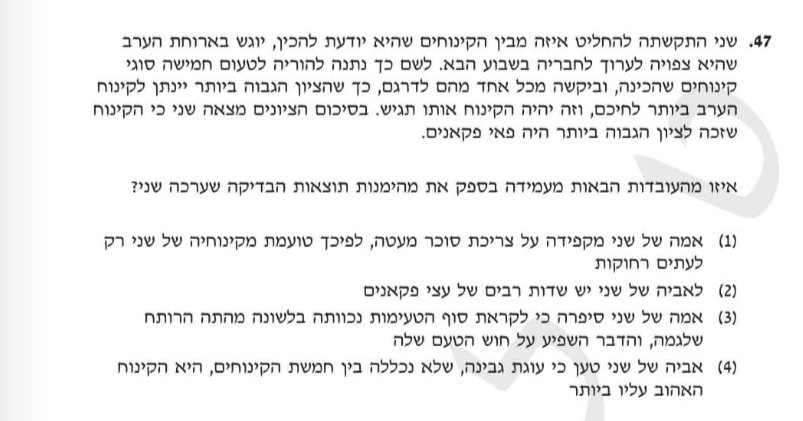 47. שני התקשתה להחליט איזה מבין הקינוחים שהיא יודעת להכין, יוגש בארוחת הערב
שהיא צפויה לערוך לחבריה בשבוע הבא. לשם כך נתנה להוריה לטעום חמישה סוגי
קינוחים שהכינה, וביקשה מכל אחד מהם לדרגם, כך שהציון הגבוה ביותר יינתן לקינוח
הערב ביותר לחיכם, וזה יהיה הקינוח אותו תגיש. בסיכום הציונים מצאה שני כי הקינוח
שזכה לציון הגבוה ביותר היה פאי פקאנים.
איזו מהעובדות הבאות מעמידה בספק את מהימנות תוצאות הבדיקה שערכה שני?
(1) אמה של שני מקפידה על צריכת סוכר מעטה, לפיכך טועמת מקינוחיה של שני רק
לעתים רחוקות
(2) לאביה של שני יש שדות רבים של עצי פקאנים
(3) אמה של שני סיפרה כי לקראת סוף הטעימות נכוותה בלשונה מהתה הרותח
שלגמה, והדבר השפיע על חוש הטעם שלה
(4) אביה של שני טען כי עוגת גבינה, שלא נכללה בין חמשת הקינוחים, היא הקינוח
האהוב עליו ביותר